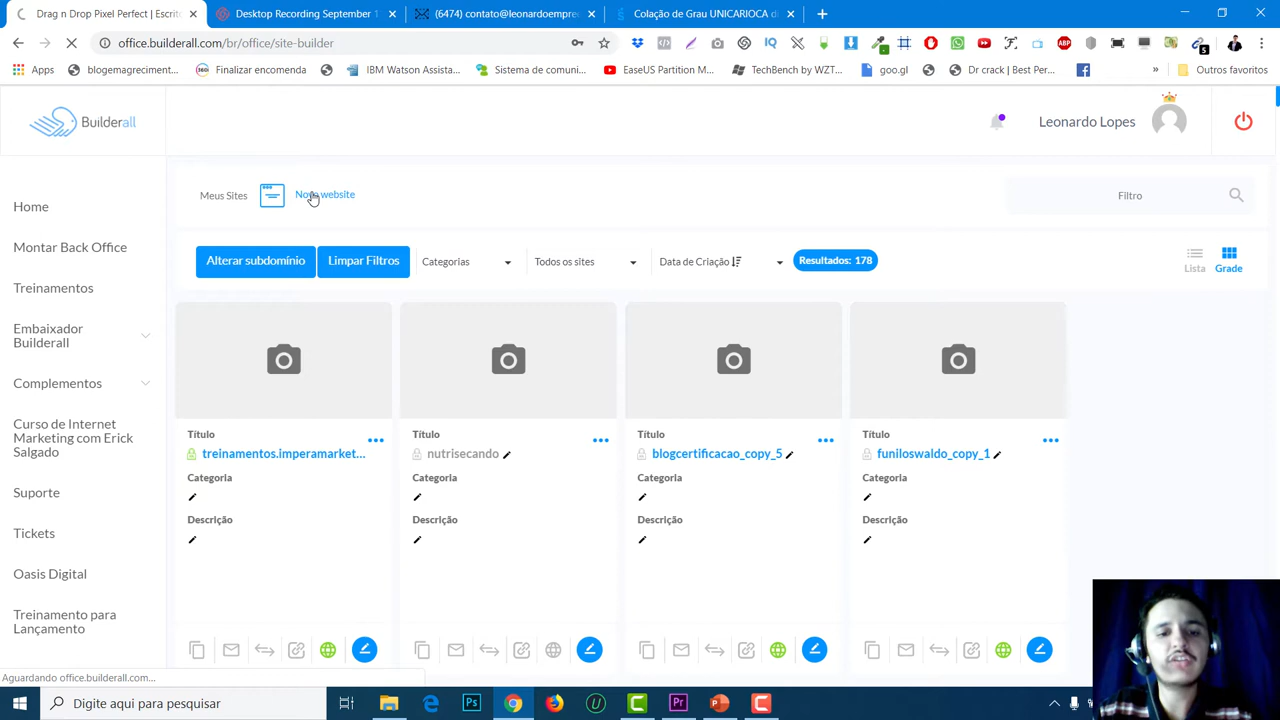 Drag n Drop Pixel Perfect | Escrit
Desktop Recording September 1
(6474) contato@leonardoempre
Colação de Grau UNICARIOCA d
office.builderall.com/br/office/site-builder
Apps
blogemagreciment...
Finalizar encomenda
IBM Watson Assista...
Sistema de comuni...
EaseUS Partition M...
TechBench by WZT...
goo.gl
Dr crack | Best Per...
»
Outros favoritos
Builderall
Leonardo Lopes
Home
Montar Back Office
Treinamentos
Embaixador
Builderall
Complementos
Curso de Internet
Marketing com Erick
Salgado
Suporte
Tickets
Oasis Digital
Treinamento para
Lançamento
Meus Sites
Novo website
Filtro
Alterar subdomínio
Limpar Filtros
Categorias
Todos os sites
Data de Criação
Resultados: 178
Lista
Grade
Título
treinamentos.imperamarket...
Categoria
Descrição
Título
nutrisecando
Categoria
Descrição
Título
blogcertificacao_copy_5
Categoria
Descrição
Título
funiloswaldo_copy_1
Categoria
Descrição
Aguardando office.builderall.com...
Digite aqui para pesquisar